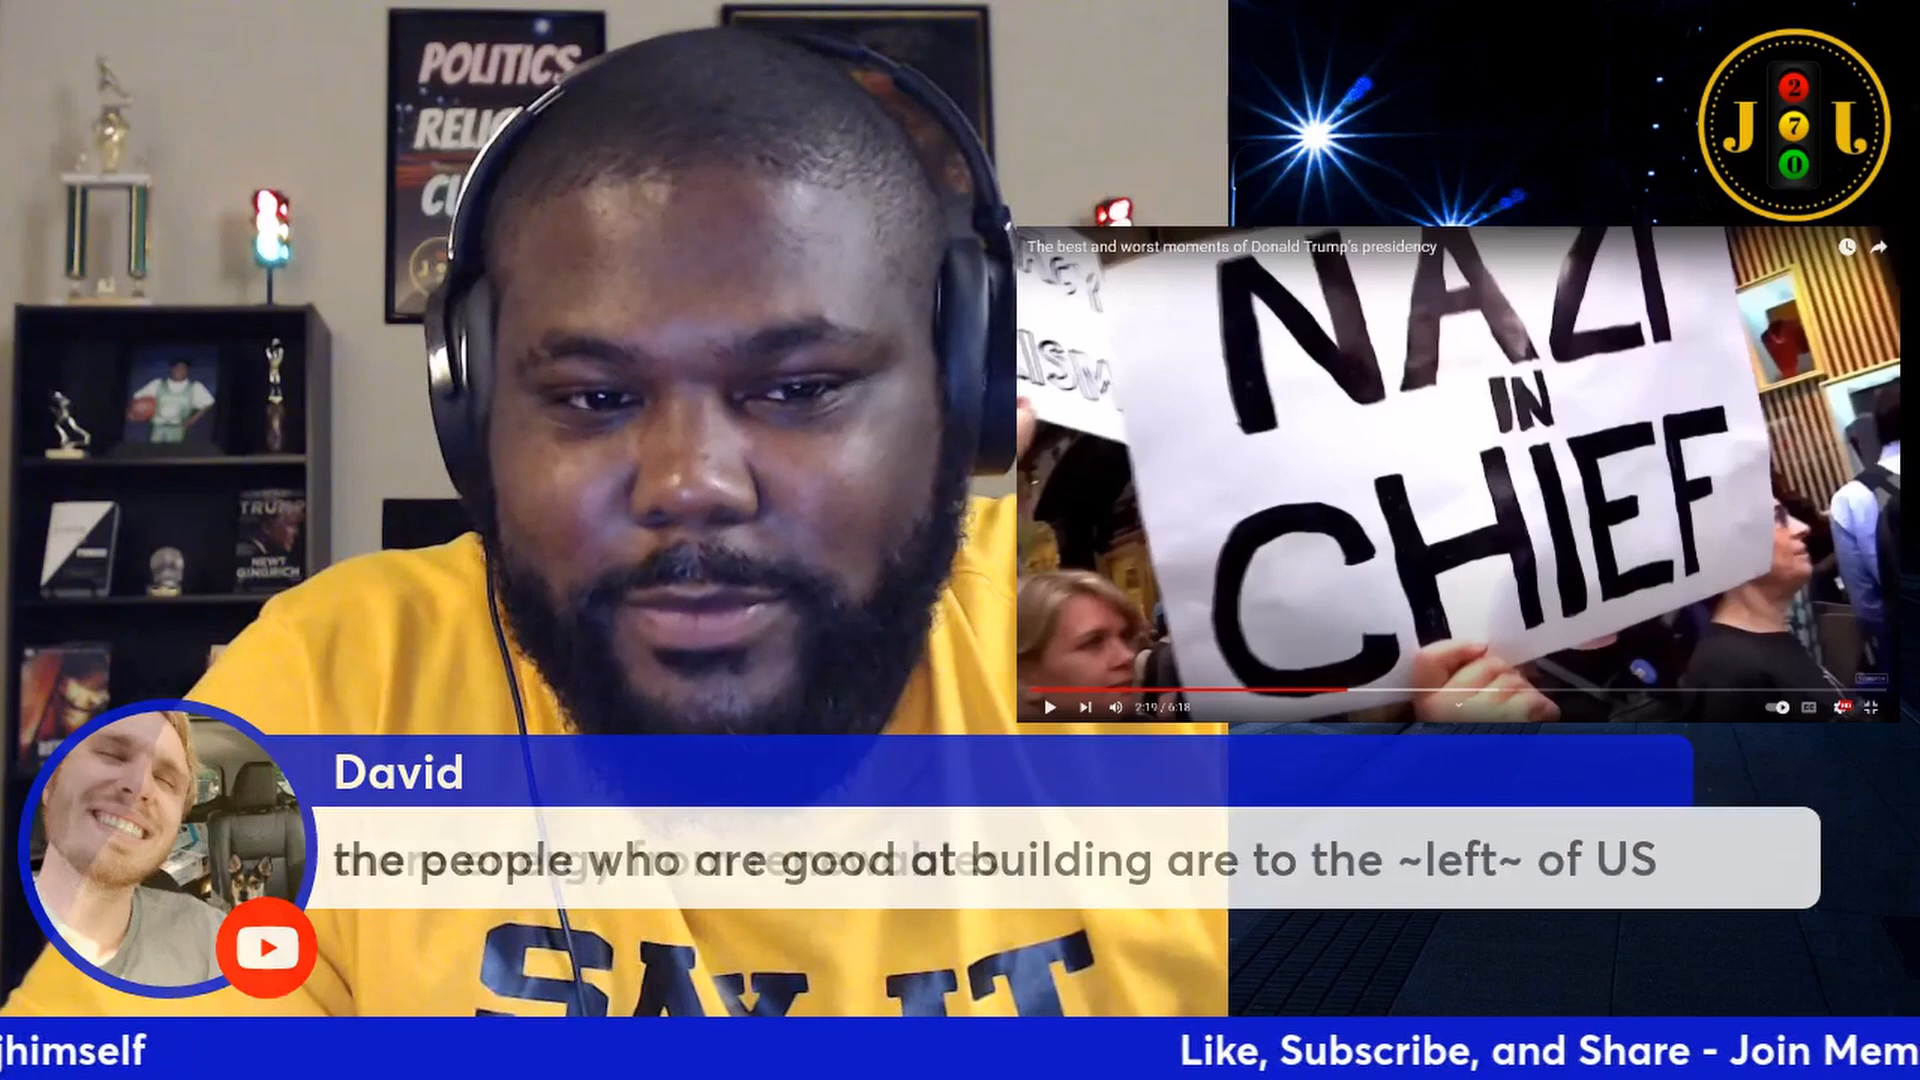 POLITICS
J 2 7 0 J
The best and worst moments of Donald Trump's presidency
NAZI
IN
CHIEF
TRUMP
NEWT
GINGRICH
2:19 / 6:18
David
the people who are good at building are to the ~left~ of US
SAY IT
jhimself
Like, Subscribe, and Share - Join Mem